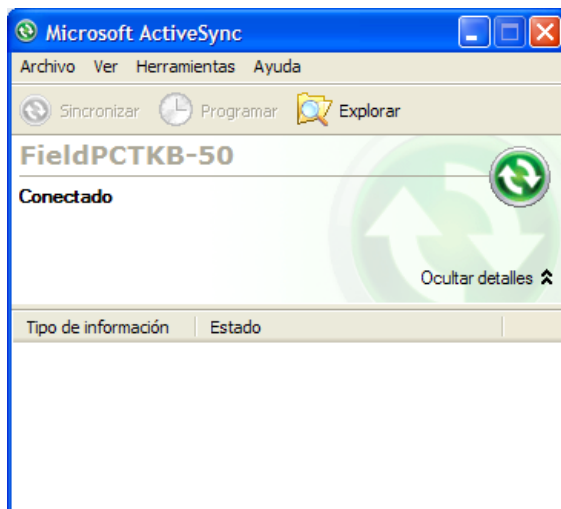 Microsoft ActiveSync
Archivo Ver Herramientas Ayuda
Sincronizar Programar Explorar
FieldPCTKB-50
Conectado
Ocultar detalles
Tipo de información Estado